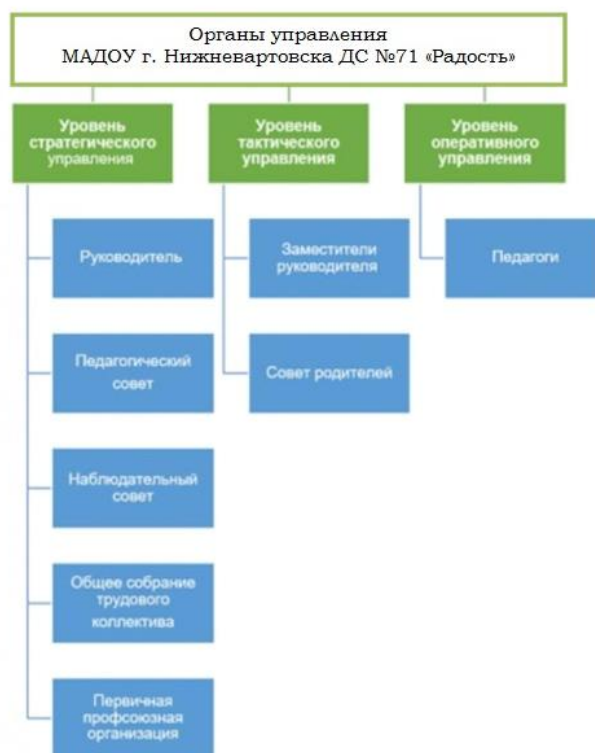 Органы управления
МАДОУ г. Нижневартовска ДС №71 «Радость»
Уровень
стратегического
управления
Уровень
тактического
управления
Уровень
оперативного
управления
Руководитель
Заместители
руководителя
Педагоги
Педагогический
совет
Совет родителей
Наблюдательный
совет
Общее собрание
трудового
коллектива
Первичная
профсоюзная
организация